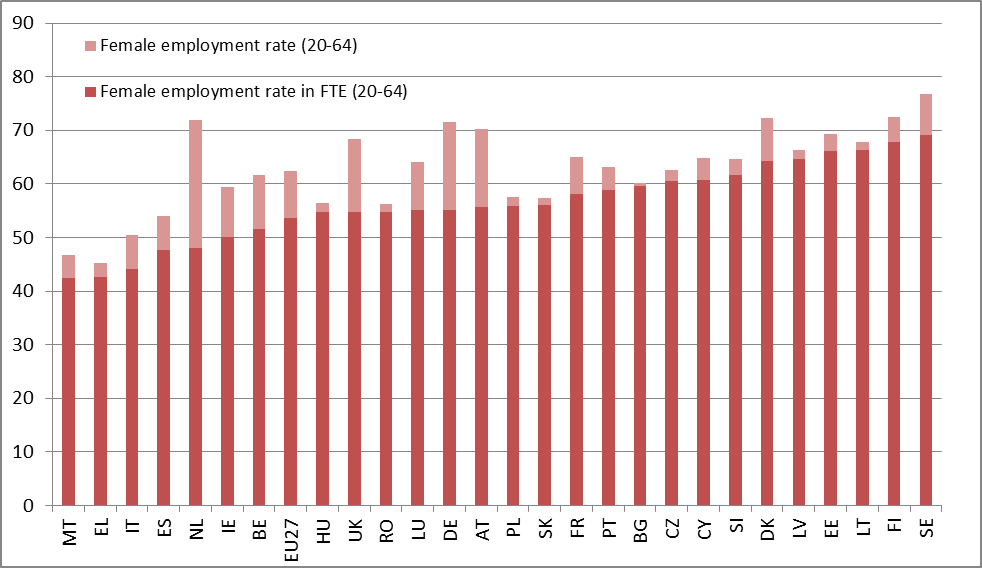 90
80
70
60
50
40
30
20
10
0
Female employment rate (20-64)
Female employment rate in FTE (20-64)
MT
EL
IT
ES
NL
IE
BE
EU27
HU
UK
RO
LU
DE
AT
PL
SK
FR
PT
BG
CZ
CY
SI
DK
LV
EE
LT
FI
SE